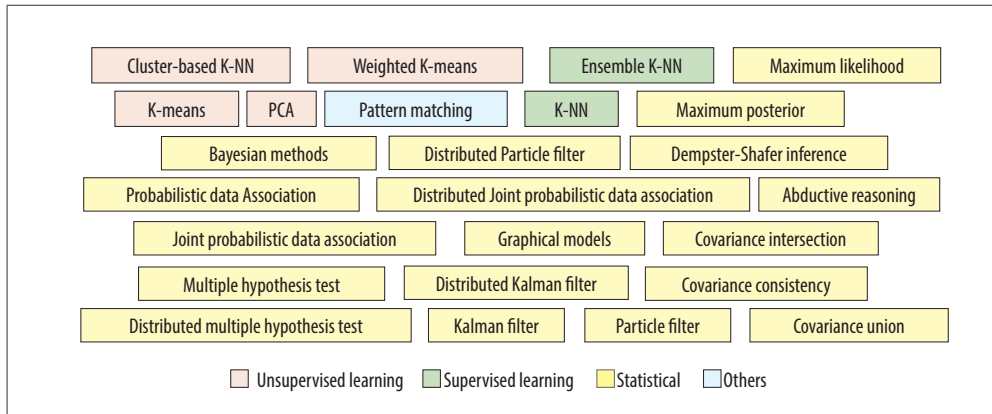 Cluster-based K-NN Weighted K-means Ensemble K-NN Maximum likelihood
K-means PCA Pattern matching K-NN Maximum posterior
Bayesian methods Distributed Particle filter Dempster-Shafer inference
Probabilistic data Association Distributed Joint probabilistic data association Abductive reasoning
Joint probabilistic data association Graphical models Covariance intersection
Multiple hypothesis test Distributed Kalman filter Covariance consistency
Distributed multiple hypothesis test Kalman filter Particle filter Covariance union
Unsupervised learning Supervised learning Statistical Others